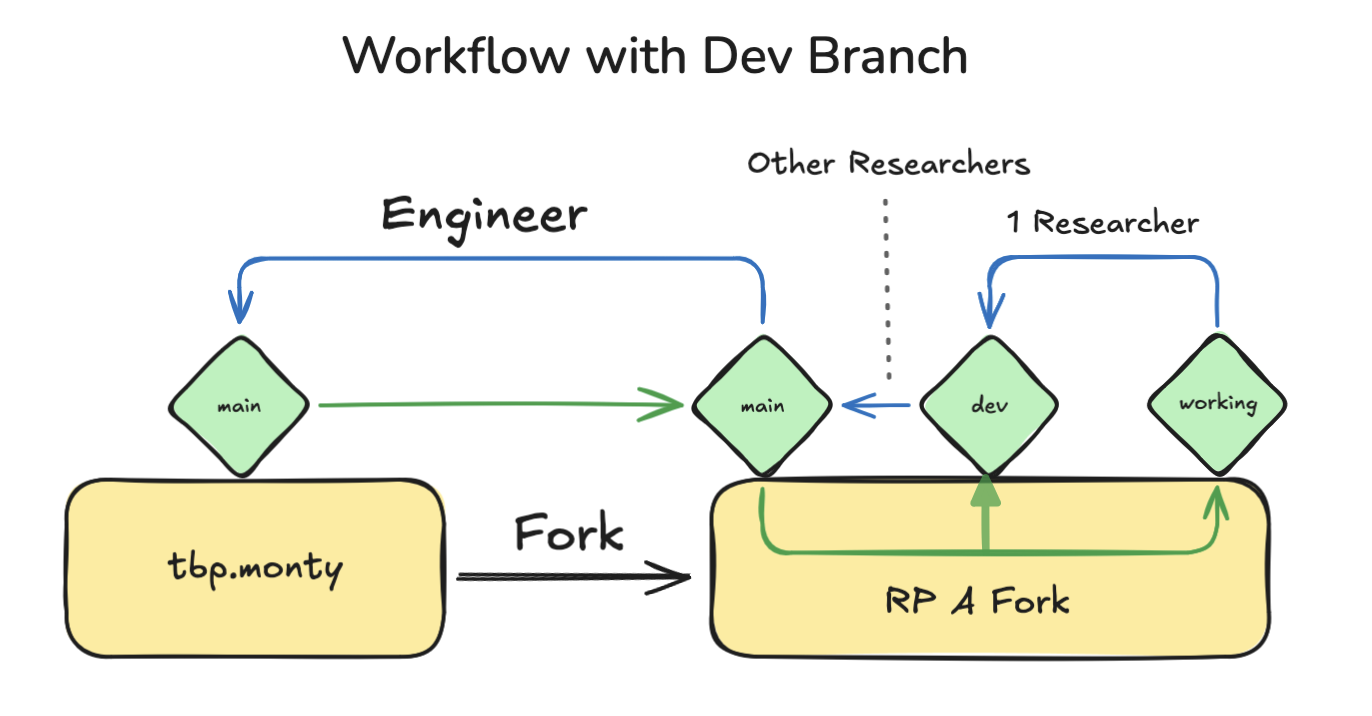 Workflow with Dev Branch
Other Researchers
Engineer
1 Researcher
main
main
dev
working
Fork
tbp.monty
RP A Fork